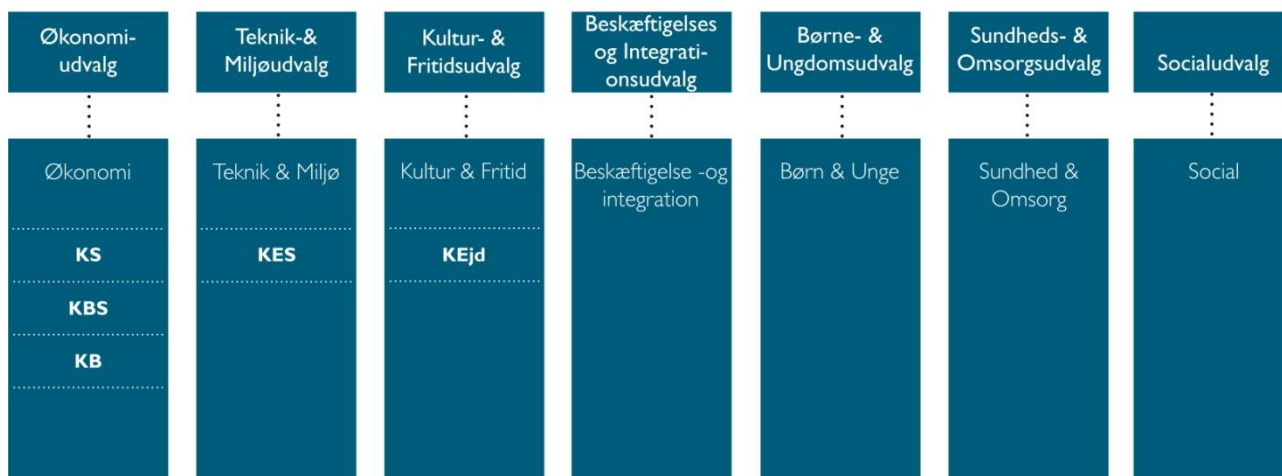 Økonomi-
udvalg
Teknik-&
Miljøudvalg
Kultur- &
Fritidsudvalg
Beskæftigelses
og Integrati-
onsudvalg
Børne- &
Ungdomsudvalg
Sundheds- &
Omsorgsudvalg
Socialudvalg
Økonomi
KS
KBS
KB
Teknik & Miljø
KES
Kultur & Fritid
KEjd
Beskæftigelse -og
integration
Børn & Unge
Sundhed &
Omsorg
Social